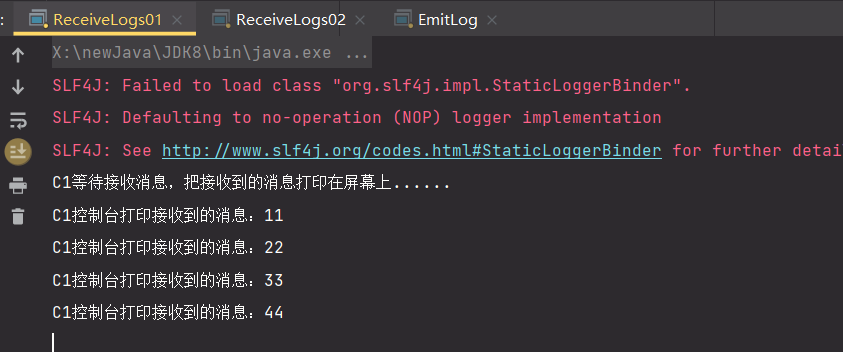 : ReceiveLogs01 × ReceiveLogs02 × EmitLog ×
X:\newJava\JDK8\bin\java.exe ...
SLF4J: Failed to load class "org.slf4j.impl.StaticLoggerBinder".
SLF4J: Defaulting to no-operation (NOP) logger implementation
SLF4J: See http://www.slf4j.org/codes.html#StaticLoggerBinder for further detai
C1等待接收消息，把接收到的消息打印在屏幕上......
C1控制台打印接收到的消息：11
C1控制台打印接收到的消息：22
C1控制台打印接收到的消息：33
C1控制台打印接收到的消息：44